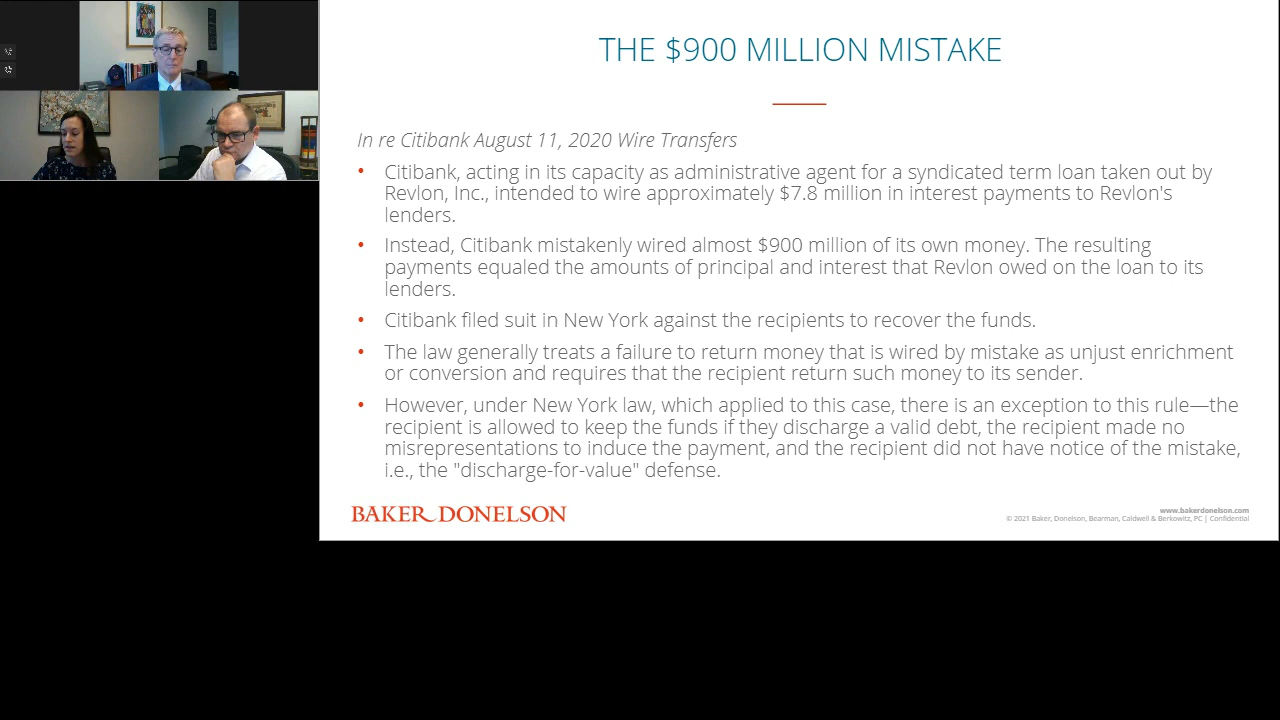 THE $900 MILLION MISTAKE
In re Citibank August 11, 2020 Wire Transfers
• Citibank, acting in its capacity as administrative agent for a syndicated term loan taken out by
Revlon, Inc., intended to wire approximately $7.8 million in interest payments to Revlon's
lenders.
• Instead, Citibank mistakenly wired almost $900 million of its own money. The resulting
payments equaled the amounts of principal and interest that Revlon owed on the loan to its
lenders.
• Citibank filed suit in New York against the recipients to recover the funds.
• The law generally treats a failure to return money that is wired by mistake as unjust enrichment
or conversion and requires that the recipient return such money to its sender.
• However, under New York law, which applied to this case, there is an exception to this rule—the
recipient is allowed to keep the funds if they discharge a valid debt, the recipient made no
misrepresentations to induce the payment, and the recipient did not have notice of the mistake,
i.e., the "discharge-for-value" defense.
BAKER DONELSON
www.bakerdonelson.com
© 2021 Baker, Donelson, Bearman, Caldwell & Berkowitz, PC | Confidential